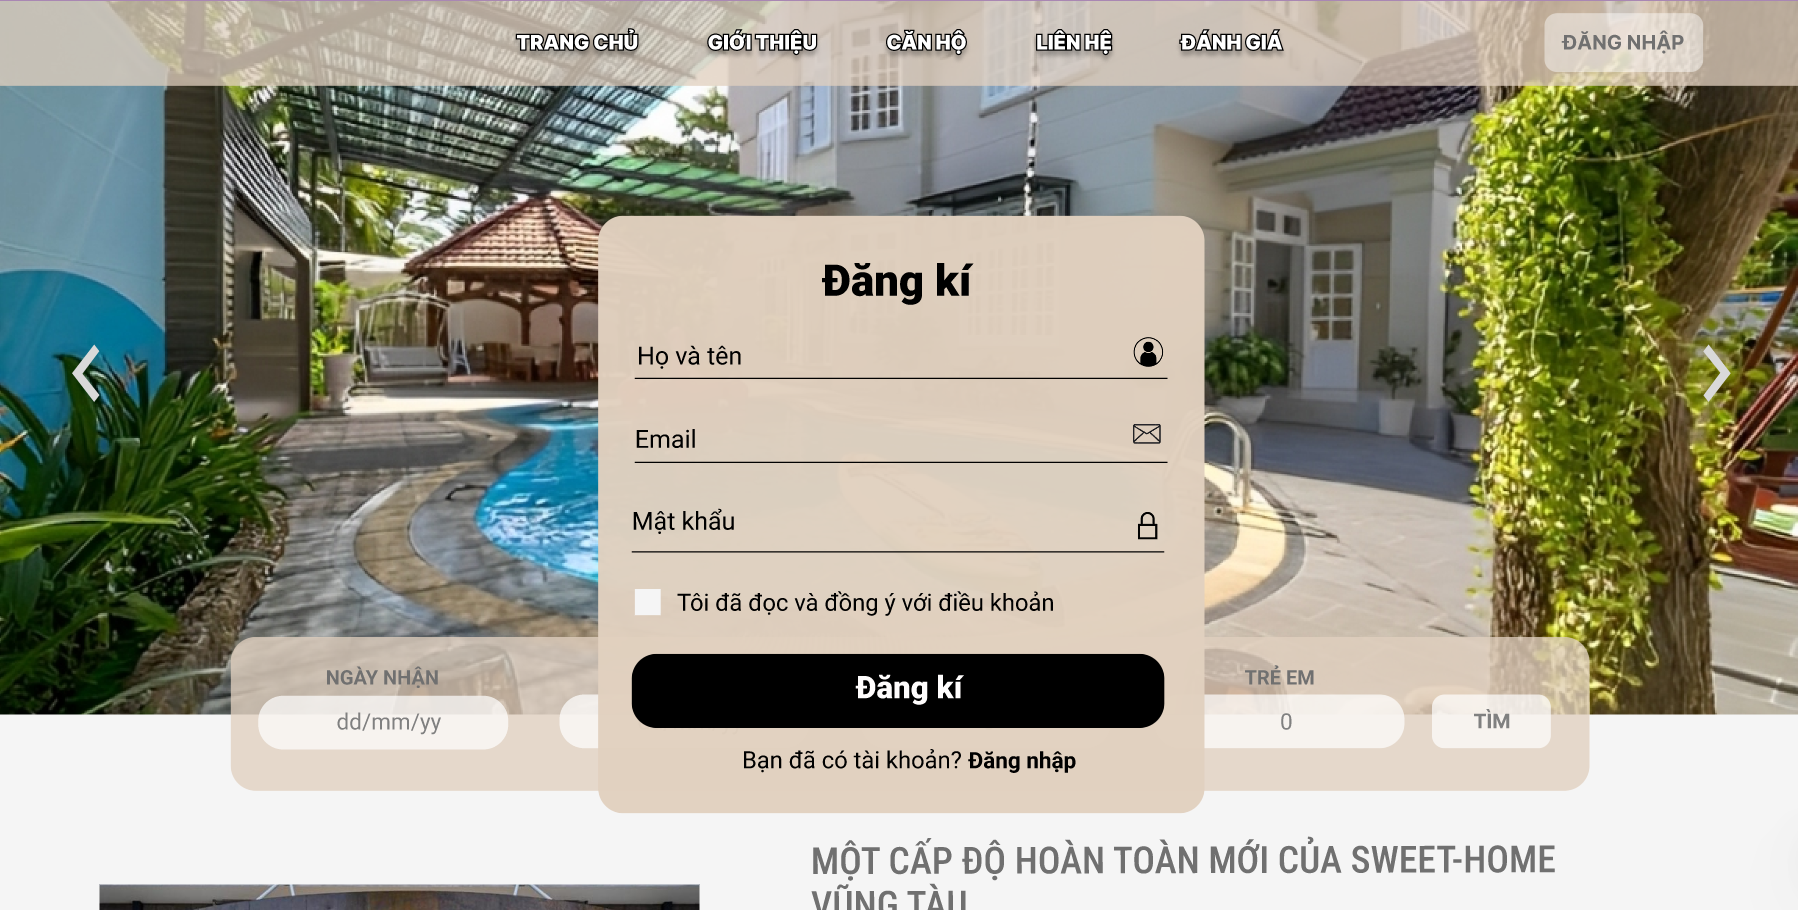 TRANG CHỦ GIỚI THIỆU CĂN HỘ LIÊN HỆ ĐÁNH GIÁ ĐĂNG NHẬP
Đăng kí
Họ và tên
Email
Mật khẩu
Tôi đã đọc và đồng ý với điều khoản
Đăng kí
Bạn đã có tài khoản? Đăng nhập
NGÀY NHẬN TRẺ EM
dd/mm/yy 0 TÌM
MỘT CẤP ĐỘ HOÀN TOÀN MỚI CỦA SWEET-HOME
VŨNG TÀU